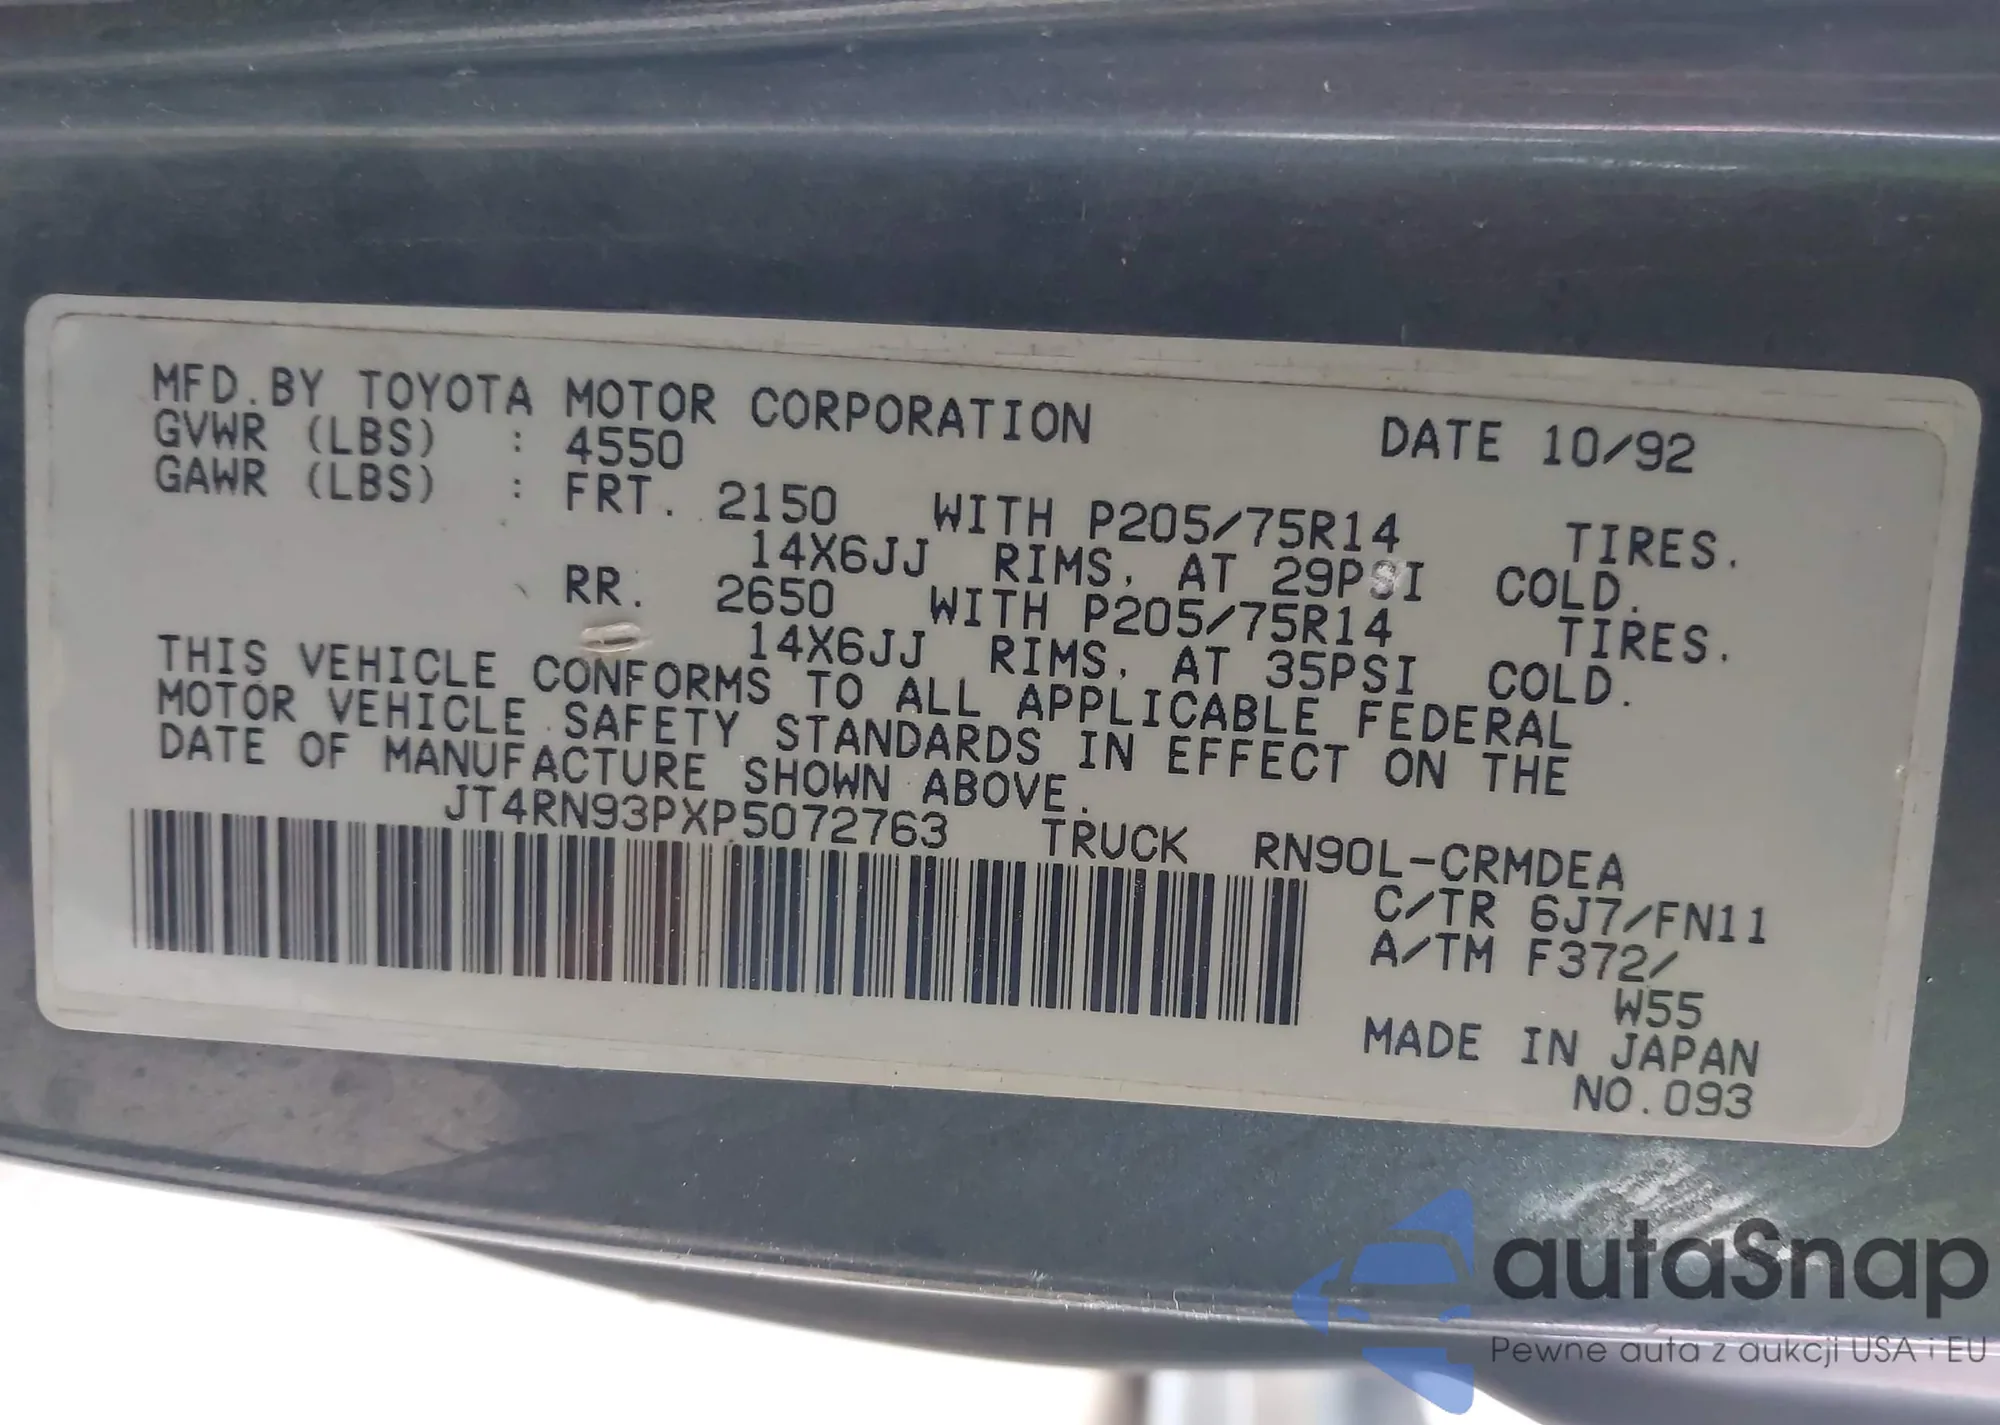 MFD.BY TOYOTA MOTOR CORPORATION DATE 10/92
GVWR (LBS) : 4550
GAWR (LBS) : FRT. 2150 WITH P205/75R14 TIRES.
14X6JJ RIMS, AT 29PSI COLD.
RR. 2650 WITH P205/75R14 TIRES.
14X6JJ RIMS, AT 35PSI COLD.
THIS VEHICLE CONFORMS TO ALL APPLICABLE FEDERAL
MOTOR VEHICLE SAFETY STANDARDS IN EFFECT ON THE
DATE OF MANUFACTURE SHOWN ABOVE.
JT4RN93PXP5072763 TRUCK RN90L-CRMDEA
C/TR 6J7/FN11
A/TM F372/
W55
MADE IN JAPAN
NO.093
autaSnap
Pewne auta z aukcji USA i EU